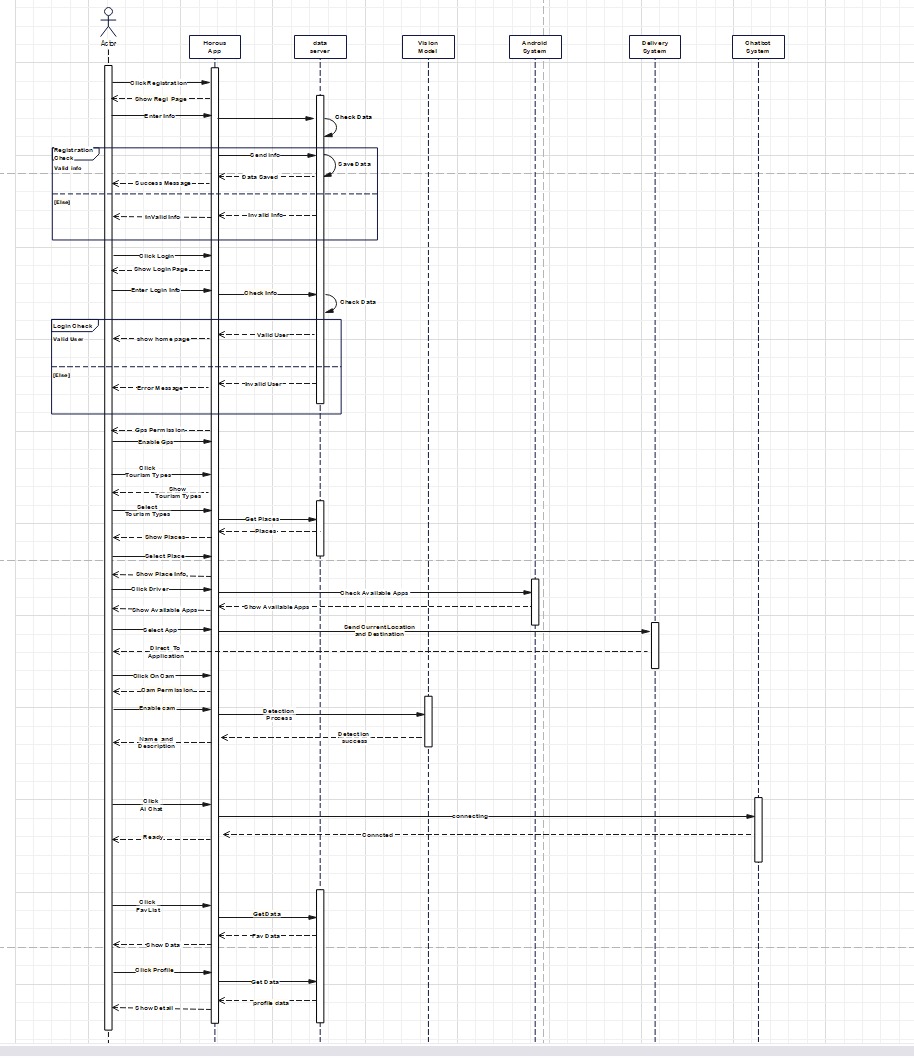 Actor
Horous
App
data
server
Vision
Model
Android
System
Delivery
System
Chatbot
System
Click Registration
Show Regi Page
Enter Info
Check Data
Registration
Check
Valid info
Send Info
Save Data
Data Saved
Success Message
[Else]
Invalid Info
InValid Info
Click Login
Show Login Page
Enter Login Info
Check Info
Check Data
Login Check
Valid User
Valid User
show home page
[Else]
Invalid User
Error Message
Gps Permission
Enable Gps
Click
Tourism Types
Show
Tourism Types
Select
Tourism Types
Get Places
Places
Show Places
Select Place
Show Place Info
Click Driver
Check Available Apps
Show Available Apps
Show Available Apps
Select App
Send Current Location
and Destination
Direct To
Application
Click On Cam
Cam Permission
Enable cam
Detection
Process
Detection
success
Name and
Description
Click
Ai Chat
connecting
Conncted
Ready
Click
Fav List
Get Data
Fav Data
Show Data
Click Profile
Get Data
profile data
Show Detail